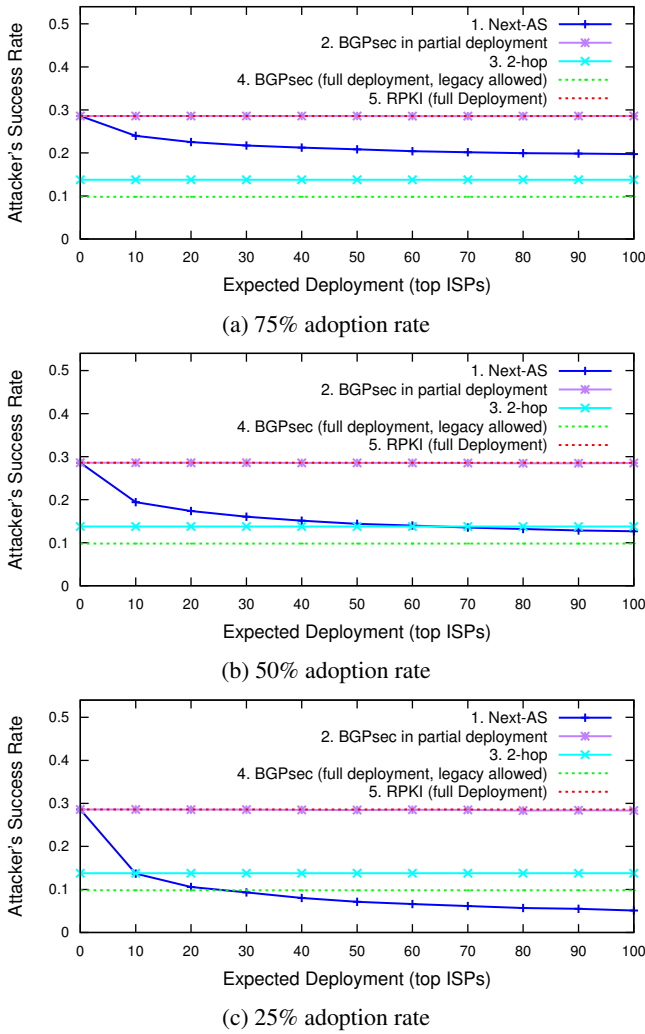 1. Next-AS
2. BGPsec in partial deployment
3. 2-hop
4. BGPsec (full deployment, legacy allowed)
5. RPKI (full Deployment)
Attacker's Success Rate
0.5
0.4
0.3
0.2
0.1
0
0 10 20 30 40 50 60 70 80 90 100
Expected Deployment (top ISPs)
(a) 75% adoption rate
1. Next-AS
2. BGPsec in partial deployment
3. 2-hop
4. BGPsec (full deployment, legacy allowed)
5. RPKI (full Deployment)
Attacker's Success Rate
0.5
0.4
0.3
0.2
0.1
0
0 10 20 30 40 50 60 70 80 90 100
Expected Deployment (top ISPs)
(b) 50% adoption rate
1. Next-AS
2. BGPsec in partial deployment
3. 2-hop
4. BGPsec (full deployment, legacy allowed)
5. RPKI (full Deployment)
Attacker's Success Rate
0.5
0.4
0.3
0.2
0.1
0
0 10 20 30 40 50 60 70 80 90 100
Expected Deployment (top ISPs)
(c) 25% adoption rate